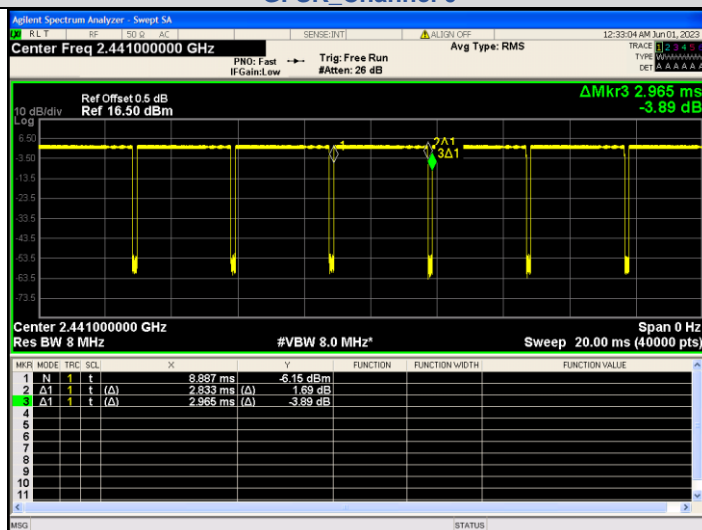 Agilent Spectrum Analyzer - Swept SA
RLT RF 50 Ω AC SENSE:INT ALIGN OFF 12:33:04 AM Jun 01, 2023
Center Freq 2.441000000 GHz Avg Type: RMS TRACE 1 2 3 4 5 6
PNO: Fast Trig: Free Run TYPE
IFGain:Low #Atten: 26 dB DET A A A A A A
ΔMkr3 2.965 ms
-3.89 dB
Ref Offset 0.5 dB
10 dB/div Ref 16.50 dBm
Log
6.50
-3.50
-13.5
-23.5
-33.5
-43.5
-53.5
-63.5
-73.5
1
2Δ1
3Δ1
Center 2.441000000 GHz Span 0 Hz
Res BW 8 MHz #VBW 8.0 MHz* Sweep 20.00 ms (40000 pts)
MKR MODE TRC SCL X Y FUNCTION FUNCTION WIDTH FUNCTION VALUE
1 N 1 t 8.887 ms -6.15 dBm
2 Δ1 1 t (Δ) 2.833 ms (Δ) 1.69 dB
3 Δ1 1 t (Δ) 2.965 ms (Δ) -3.89 dB
4
5
6
7
8
9
10
11
MSG STATUS